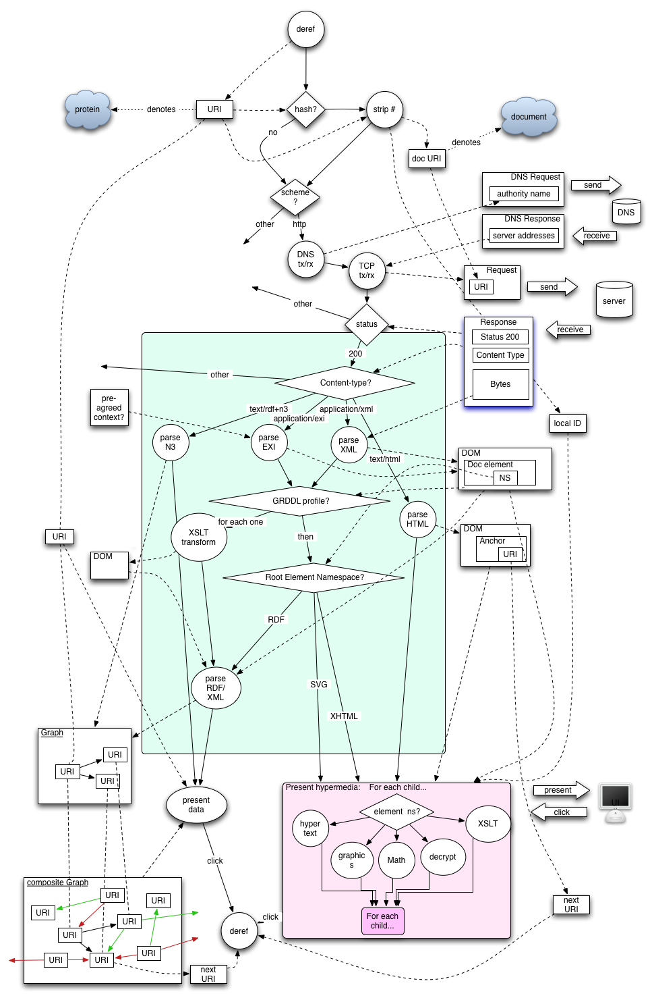 deref
protein
denotes
URI
hash?
strip #
document
denotes
no
doc URI
DNS Request
authority name
send
DNS
scheme
?
DNS Response
server addresses
receive
other
http
DNS
tx/rx
TCP
tx/rx
Request
URI
send
server
other
status
Response
Status 200
Content Type
Bytes
receive
200
other
Content-type?
pre-
agreed
context?
text/rdf+n3
application/xml
application/exi
local ID
parse
N3
parse
EXI
parse
XML
text/html
DOM
Doc element
NS
GRDDL profile?
parse
HTML
for each one
XSLT
transform
then
URI
DOM
DOM
Anchor
URI
Root Element Namespace?
RDF
parse
RDF/
XML
SVG
XHTML
Graph
URI
URI
URI
present
data
Present hypermedia:    For each child...
element  ns?
hyper
text
XSLT
graphic
s
Math
decrypt
For each
child...
present
click
UI
click
composite Graph
URI
URI
URI
URI
URI
URI
URI
URI
deref
click
next
URI
next
URI